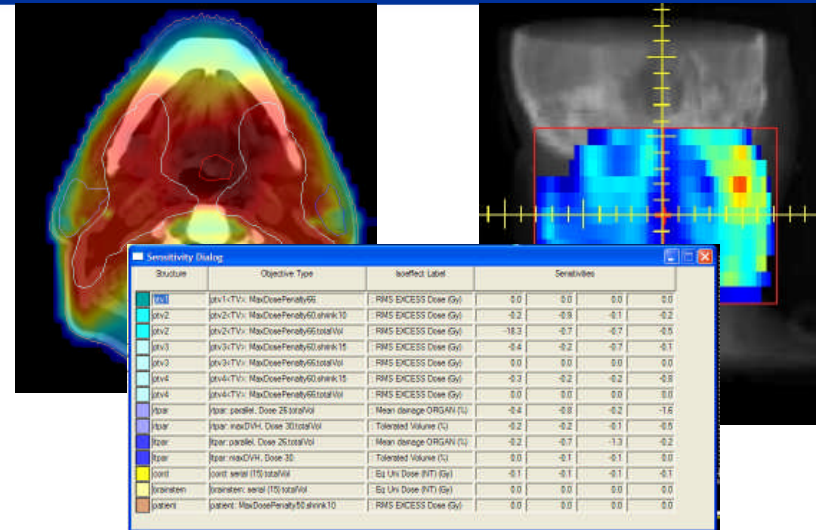 Sensitivity Dialog
Structure Objective Type Isoeffect Label Sensitivities
ptv1 ptv1<TV>: MaxDosePenalty66 : RMS EXCESS Dose (Gy) 0.0 0.0 0.0 0.0
ptv2 ptv2<TV>: MaxDosePenalty60,shrink10 : RMS EXCESS Dose (Gy) -0.2 -0.9 -0.1 -0.2
ptv2 ptv2<TV>: MaxDosePenalty66,totalVol : RMS EXCESS Dose (Gy) -18.3 -0.7 -0.7 -0.5
ptv3 ptv3<TV>: MaxDosePenalty60,shrink15 : RMS EXCESS Dose (Gy) -0.4 -0.2 -0.7 -0.1
ptv3 ptv3<TV>: MaxDosePenalty66,totalVol : RMS EXCESS Dose (Gy) 0.0 0.0 0.0 0.0
ptv4 ptv4<TV>: MaxDosePenalty60,shrink15 : RMS EXCESS Dose (Gy) -0.3 -0.2 -0.2 -0.8
ptv4 ptv4<TV>: MaxDosePenalty66,totalVol : RMS EXCESS Dose (Gy) 0.0 0.0 0.0 0.0
rtpar rtpar: parallel, Dose 26,totalVol : Mean damage ORGAN (%) -0.4 -0.8 -0.2 -1.6
rtpar rtpar: maxDVH, Dose 30,totalVol : Tolerated Volume (%) -0.2 -0.2 -0.1 -0.5
ltpar ltpar: parallel, Dose 26,totalVol : Mean damage ORGAN (%) -0.2 -0.7 -1.3 -0.2
ltpar ltpar: maxDVH, Dose 30, : Tolerated Volume (%) 0.0 -0.1 -0.1 0.0
cord cord: serial (15),totalVol : Eq Uni Dose (NT) (Gy) -0.1 -0.1 -0.1 -0.1
brainstem brainstem: serial (15),totalVol : Eq Uni Dose (NT) (Gy) 0.0 0.0 0.0 0.0
patient patient: MaxDosePenalty50,shrink10 : RMS EXCESS Dose (Gy) 0.0 0.0 0.0 0.0